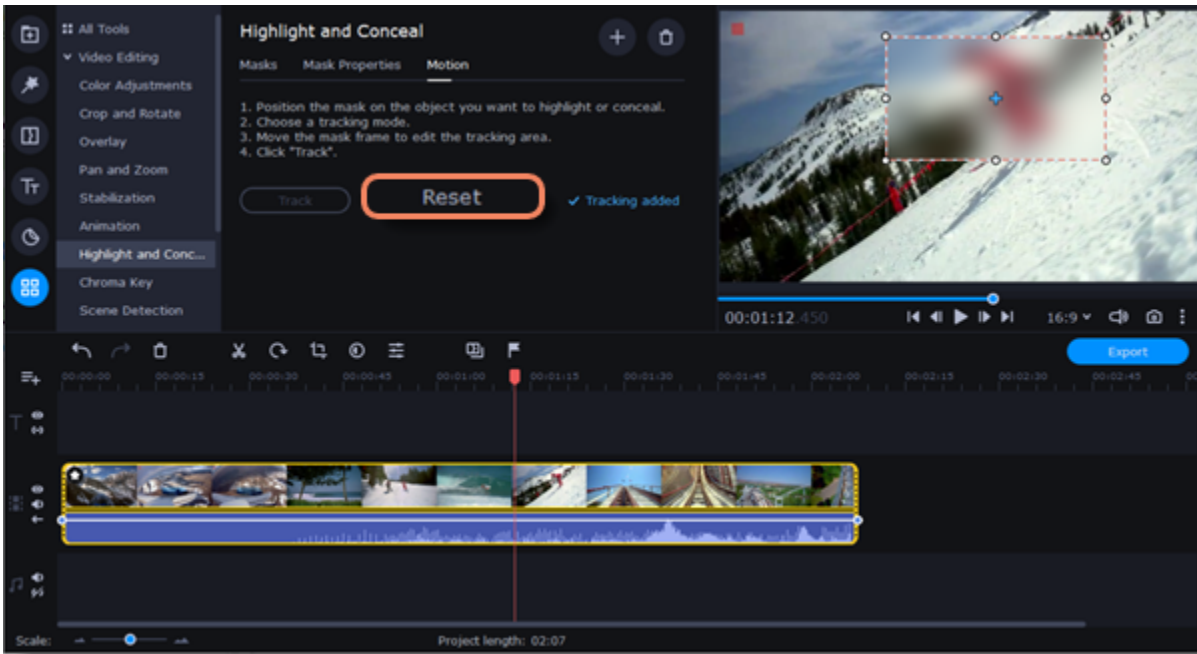 All Tools
Video Editing
Color Adjustments
Crop and Rotate
Overlay
Pan and Zoom
Stabilization
Animation
Highlight and Conc...
Chroma Key
Scene Detection
Highlight and Conceal
Masks Mask Properties Motion
1. Position the mask on the object you want to highlight or conceal.
2. Choose a tracking mode.
3. Move the mask frame to edit the tracking area.
4. Click "Track".
Track Reset Tracking added
00:01:12.450 16:9
Export
00:00:00 00:00:15 00:00:30 00:00:45 00:01:00 00:01:15 00:01:30 00:01:45 00:02:00 00:02:15 00:02:30 00:02:45
Scale: Project length: 02:07